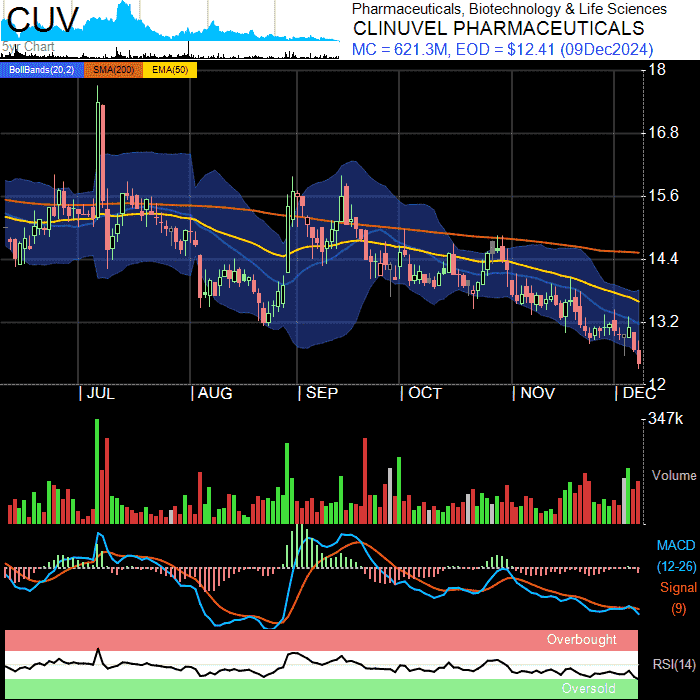 CUV
Pharmaceuticals, Biotechnology & Life Sciences
CLINUVEL PHARMACEUTICALS
MC = 621.3M, EOD = $12.41 (09Dec2024)
5yr Chart
BollBands(20,2) SMA(200) EMA(50)
18
16.8
15.6
14.4
13.2
12
JUL AUG SEP OCT NOV DEC
347k
Volume
MACD
(12-26)
Signal
(9)
Overbought
RSI(14)
Oversold